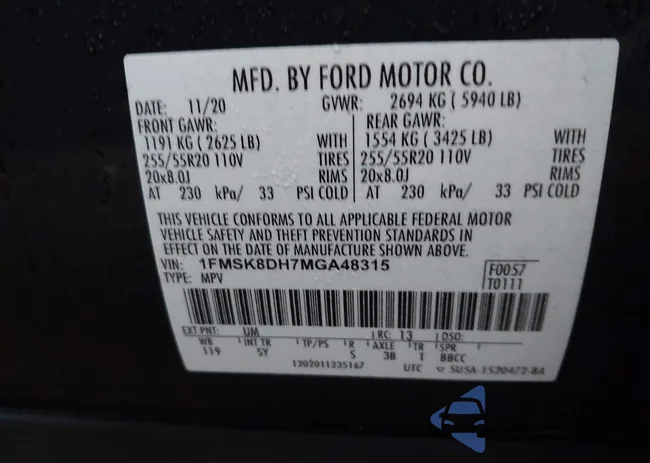 MFD. BY FORD MOTOR CO.
DATE: 11/20 GVWR: 2694 KG ( 5940 LB)
FRONT GAWR: REAR GAWR:
1191 KG ( 2625 LB) WITH 1554 KG ( 3425 LB) WITH
255/55R20 110V TIRES 255/55R20 110V TIRES
20x8.0J RIMS 20x8.0J RIMS
AT 230 kPa/ 33 PSI COLD AT 230 kPa/ 33 PSI COLD
THIS VEHICLE CONFORMS TO ALL APPLICABLE FEDERAL MOTOR
VEHICLE SAFETY AND THEFT PREVENTION STANDARDS IN
EFFECT ON THE DATE OF MANUFACTURE SHOWN ABOVE.
VIN: 1FMSK8DH7MGA48315 F0057
TYPE: MPV T0111
EXT PNT: UM RC: 13 DSO:
WB INT TR TP/PS R AXLE TR SPR
119 SY S 3B T BBCC
1202011235167 UTC SU5A-1520472-BA